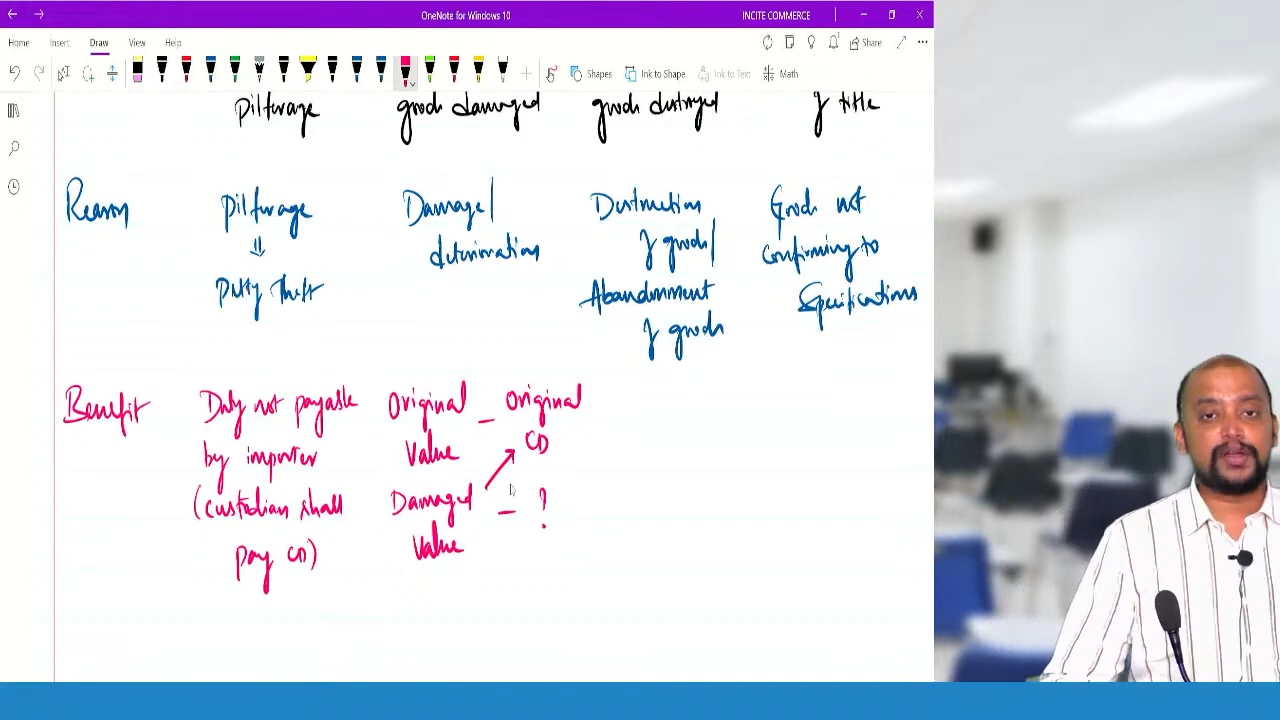 OneNote for Windows 10
INCITE COMMERCE
Home Insert Draw View Help
Share
Shapes Ink to Shape Ink to Text Math
pilferage goods damaged goods destroyed of title
Reason pilferage Damage/ Destruction Goods not
deterioration of goods/ confirming to
petty theft Abandonment Specifications
of goods
Benefit Duty not payable Original – Original
by importer Value CD
(custodian shall Damaged – ?
pay CD) Value